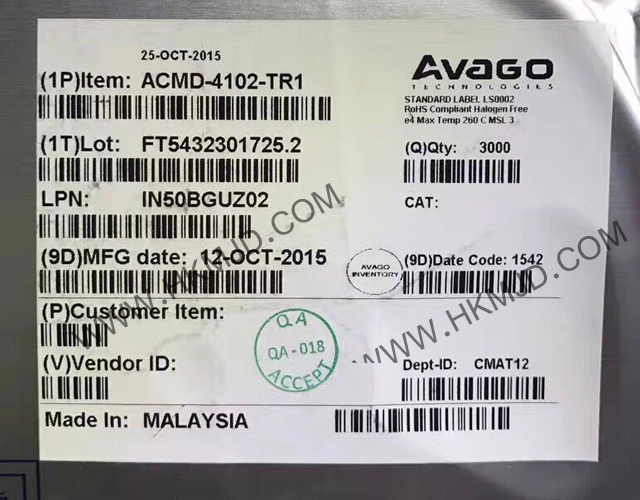 25-OCT-2015
AVAGO
TECHNOLOGIES
(1P)Item: ACMD-4102-TR1
STANDARD LABEL LS0002
RoHS Compliant Halogen Free
e4 Max Temp 260 C MSL 3
(1T)Lot: FT5432301725.2
(Q)Qty: 3000
LPN: IN50BGUZ02
CAT:
(9D)MFG date: 12-OCT-2015
AVAGO
INVENTORY
(9D)Date Code: 1542
(P)Customer Item:
QA
QA-018
ACCEPT
(V)Vendor ID:
Dept-ID: CMAT12
Made In: MALAYSIA
WWW.HKMJD.COM
WWW.HKMJD.COM